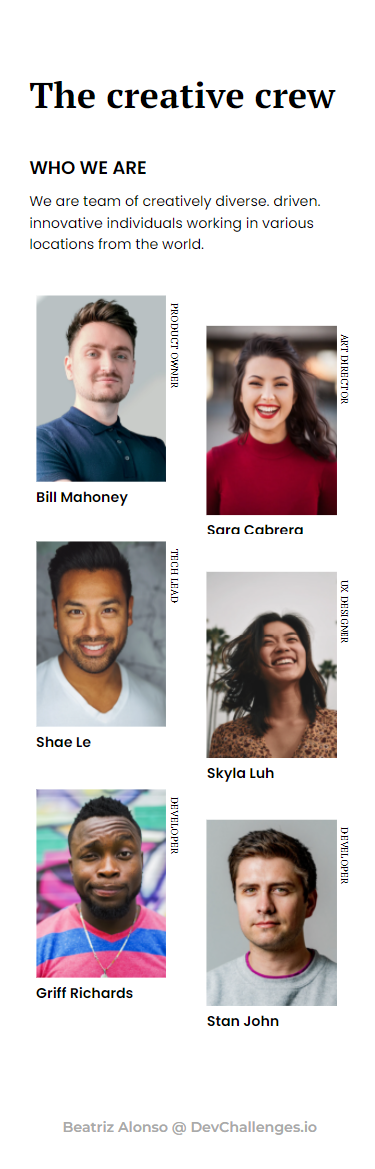 The creative crew
WHO WE ARE
We are team of creatively diverse. driven.
innovative individuals working in various
locations from the world.
PRODUCT OWNER
Bill Mahoney
ART DIRECTOR
Sara Cabrera
TECH LEAD
Shae Le
UX DESIGNER
Skyla Luh
DEVELOPER
Griff Richards
DEVELOPER
Stan John
Beatriz Alonso @ DevChallenges.io